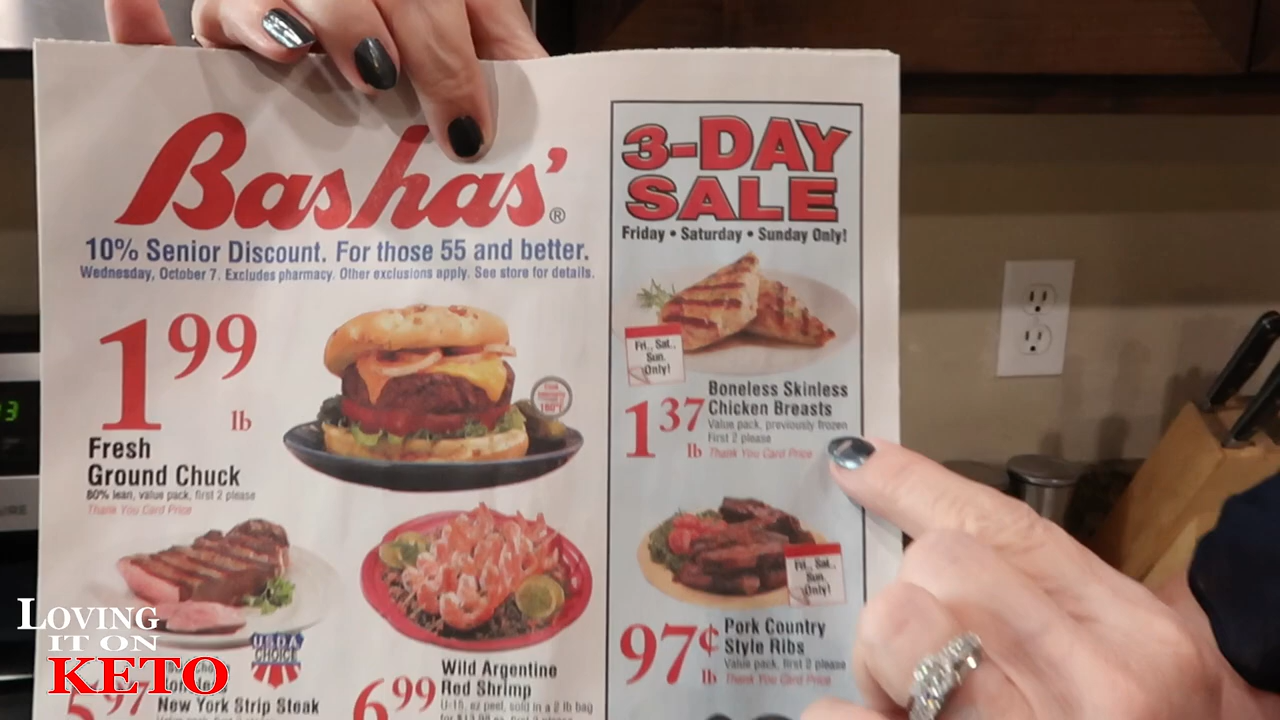 Bashas'®
10% Senior Discount. For those 55 and better.
Wednesday, October 7. Excludes pharmacy. Other exclusions apply. See store for details.
1 99
lb
Fresh
Ground Chuck
80% lean, value pack, first 2 please
Thank You Card Price
USDA
CHOICE
5 97
New York Strip Steak
6 99
Wild Argentine
Red Shrimp
3-DAY
SALE
Friday • Saturday • Sunday Only!
Fri., Sat.,
Sun.
Only!
1 37
lb
Boneless Skinless
Chicken Breasts
Value pack, previously frozen
First 2 please
Thank You Card Price
Fri., Sat.,
Sun.
Only!
97¢
lb
Pork Country
Style Ribs
Value pack, first 2 please
Thank You Card Price
3
LOVING
IT ON
KETO